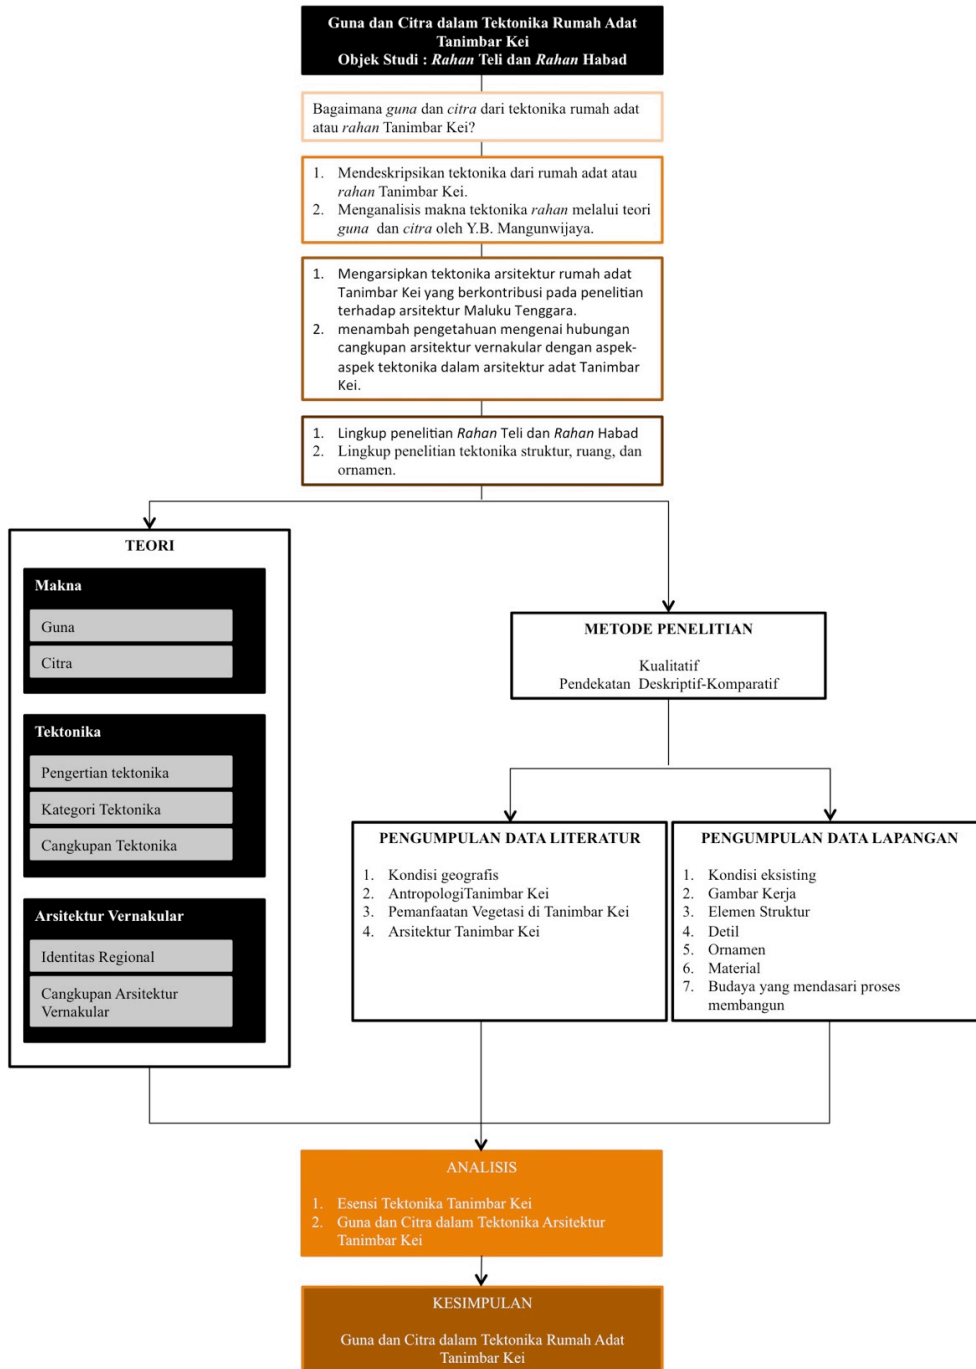 Guna dan Citra dalam Tektonika Rumah Adat
Tanimbar Kei
Objek Studi : Rahan Teli dan Rahan Habad
Bagaimana guna dan citra dari tektonika rumah adat
atau rahan Tanimbar Kei?
1. Mendeskripsikan tektonika dari rumah adat atau
rahan Tanimbar Kei.
2. Menganalisis makna tektonika rahan melalui teori
guna dan citra oleh Y.B. Mangunwijaya.
1. Mengarsipkan tektonika arsitektur rumah adat
Tanimbar Kei yang berkontribusi pada penelitian
terhadap arsitektur Maluku Tenggara.
2. menambah pengetahuan mengenai hubungan
cangkupan arsitektur vernakular dengan aspek-
aspek tektonika dalam arsitektur adat Tanimbar
Kei.
1. Lingkup penelitian Rahan Teli dan Rahan Habad
2. Lingkup penelitian tektonika struktur, ruang, dan
ornamen.
TEORI
Makna
Guna
Citra
Tektonika
Pengertian tektonika
Kategori Tektonika
Cangkupan Tektonika
Arsitektur Vernakular
Identitas Regional
Cangkupan Arsitektur
Vernakular
METODE PENELITIAN
Kualitatif
Pendekatan Deskriptif-Komparatif
PENGUMPULAN DATA LITERATUR
1. Kondisi geografis
2. AntropologiTanimbar Kei
3. Pemanfaatan Vegetasi di Tanimbar Kei
4. Arsitektur Tanimbar Kei
PENGUMPULAN DATA LAPANGAN
1. Kondisi eksisting
2. Gambar Kerja
3. Elemen Struktur
4. Detil
5. Ornamen
6. Material
7. Budaya yang mendasari proses
membangun
ANALISIS
1. Esensi Tektonika Tanimbar Kei
2. Guna dan Citra dalam Tektonika Arsitektur
Tanimbar Kei
KESIMPULAN
Guna dan Citra dalam Tektonika Rumah Adat
Tanimbar Kei